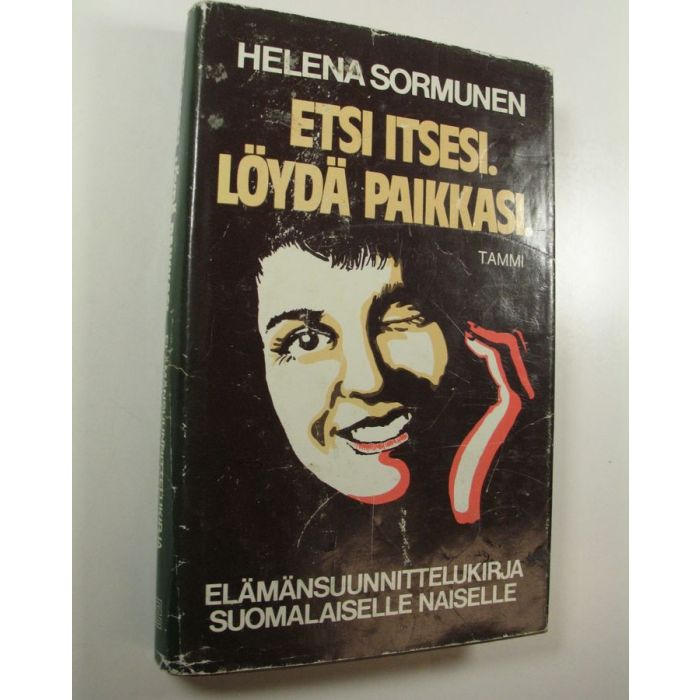 HELENA SORMUNEN
ETSI ITSESI.
LÖYDÄ PAIKKASI.
TAMMI
ELÄMÄNSUUNNITTELUKIRJA
SUOMALAISELLE NAISELLE